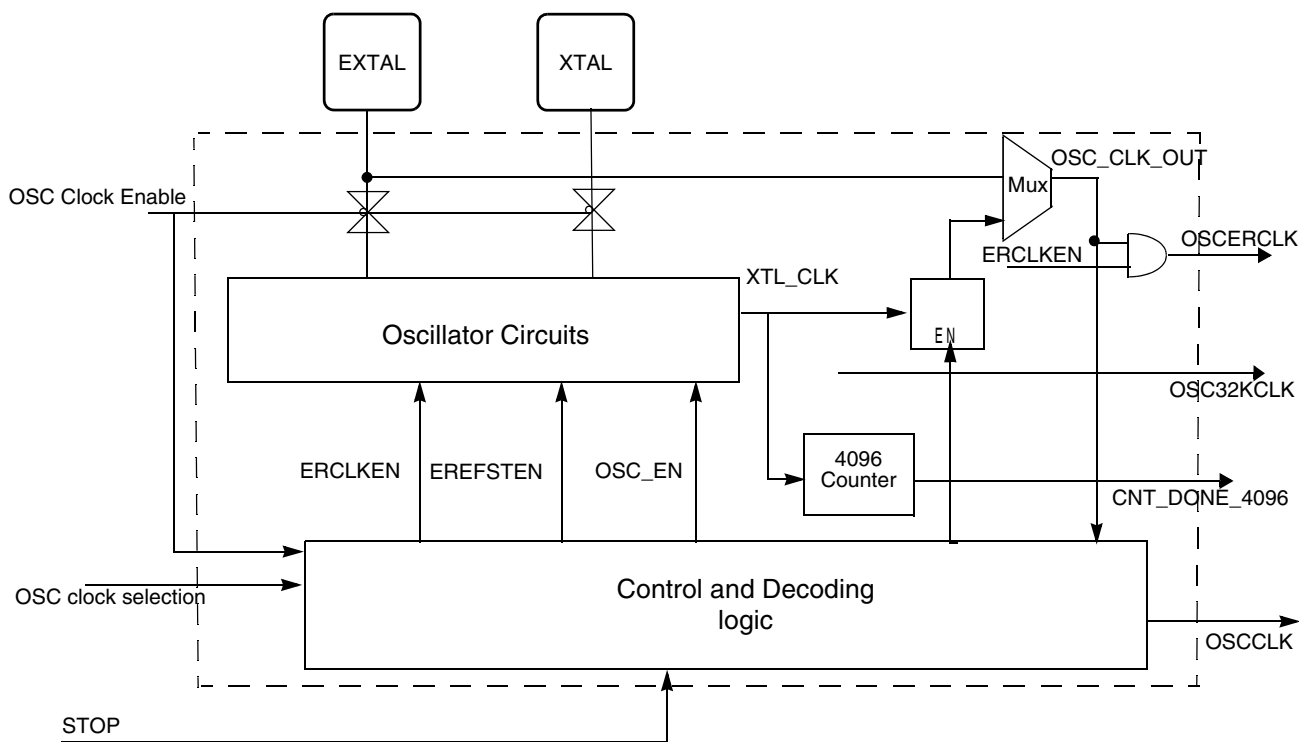 EXTAL
XTAL
OSC_CLK_OUT
Mux
OSC Clock Enable
OSCERCLK
ERCLKEN
XTL_CLK
Oscillator Circuits
EN
OSC32KCLK
ERCLKEN
EREFSTEN
OSC_EN
4096
Counter
CNT_DONE_4096
Control and Decoding
logic
OSC clock selection
OSCCLK
STOP